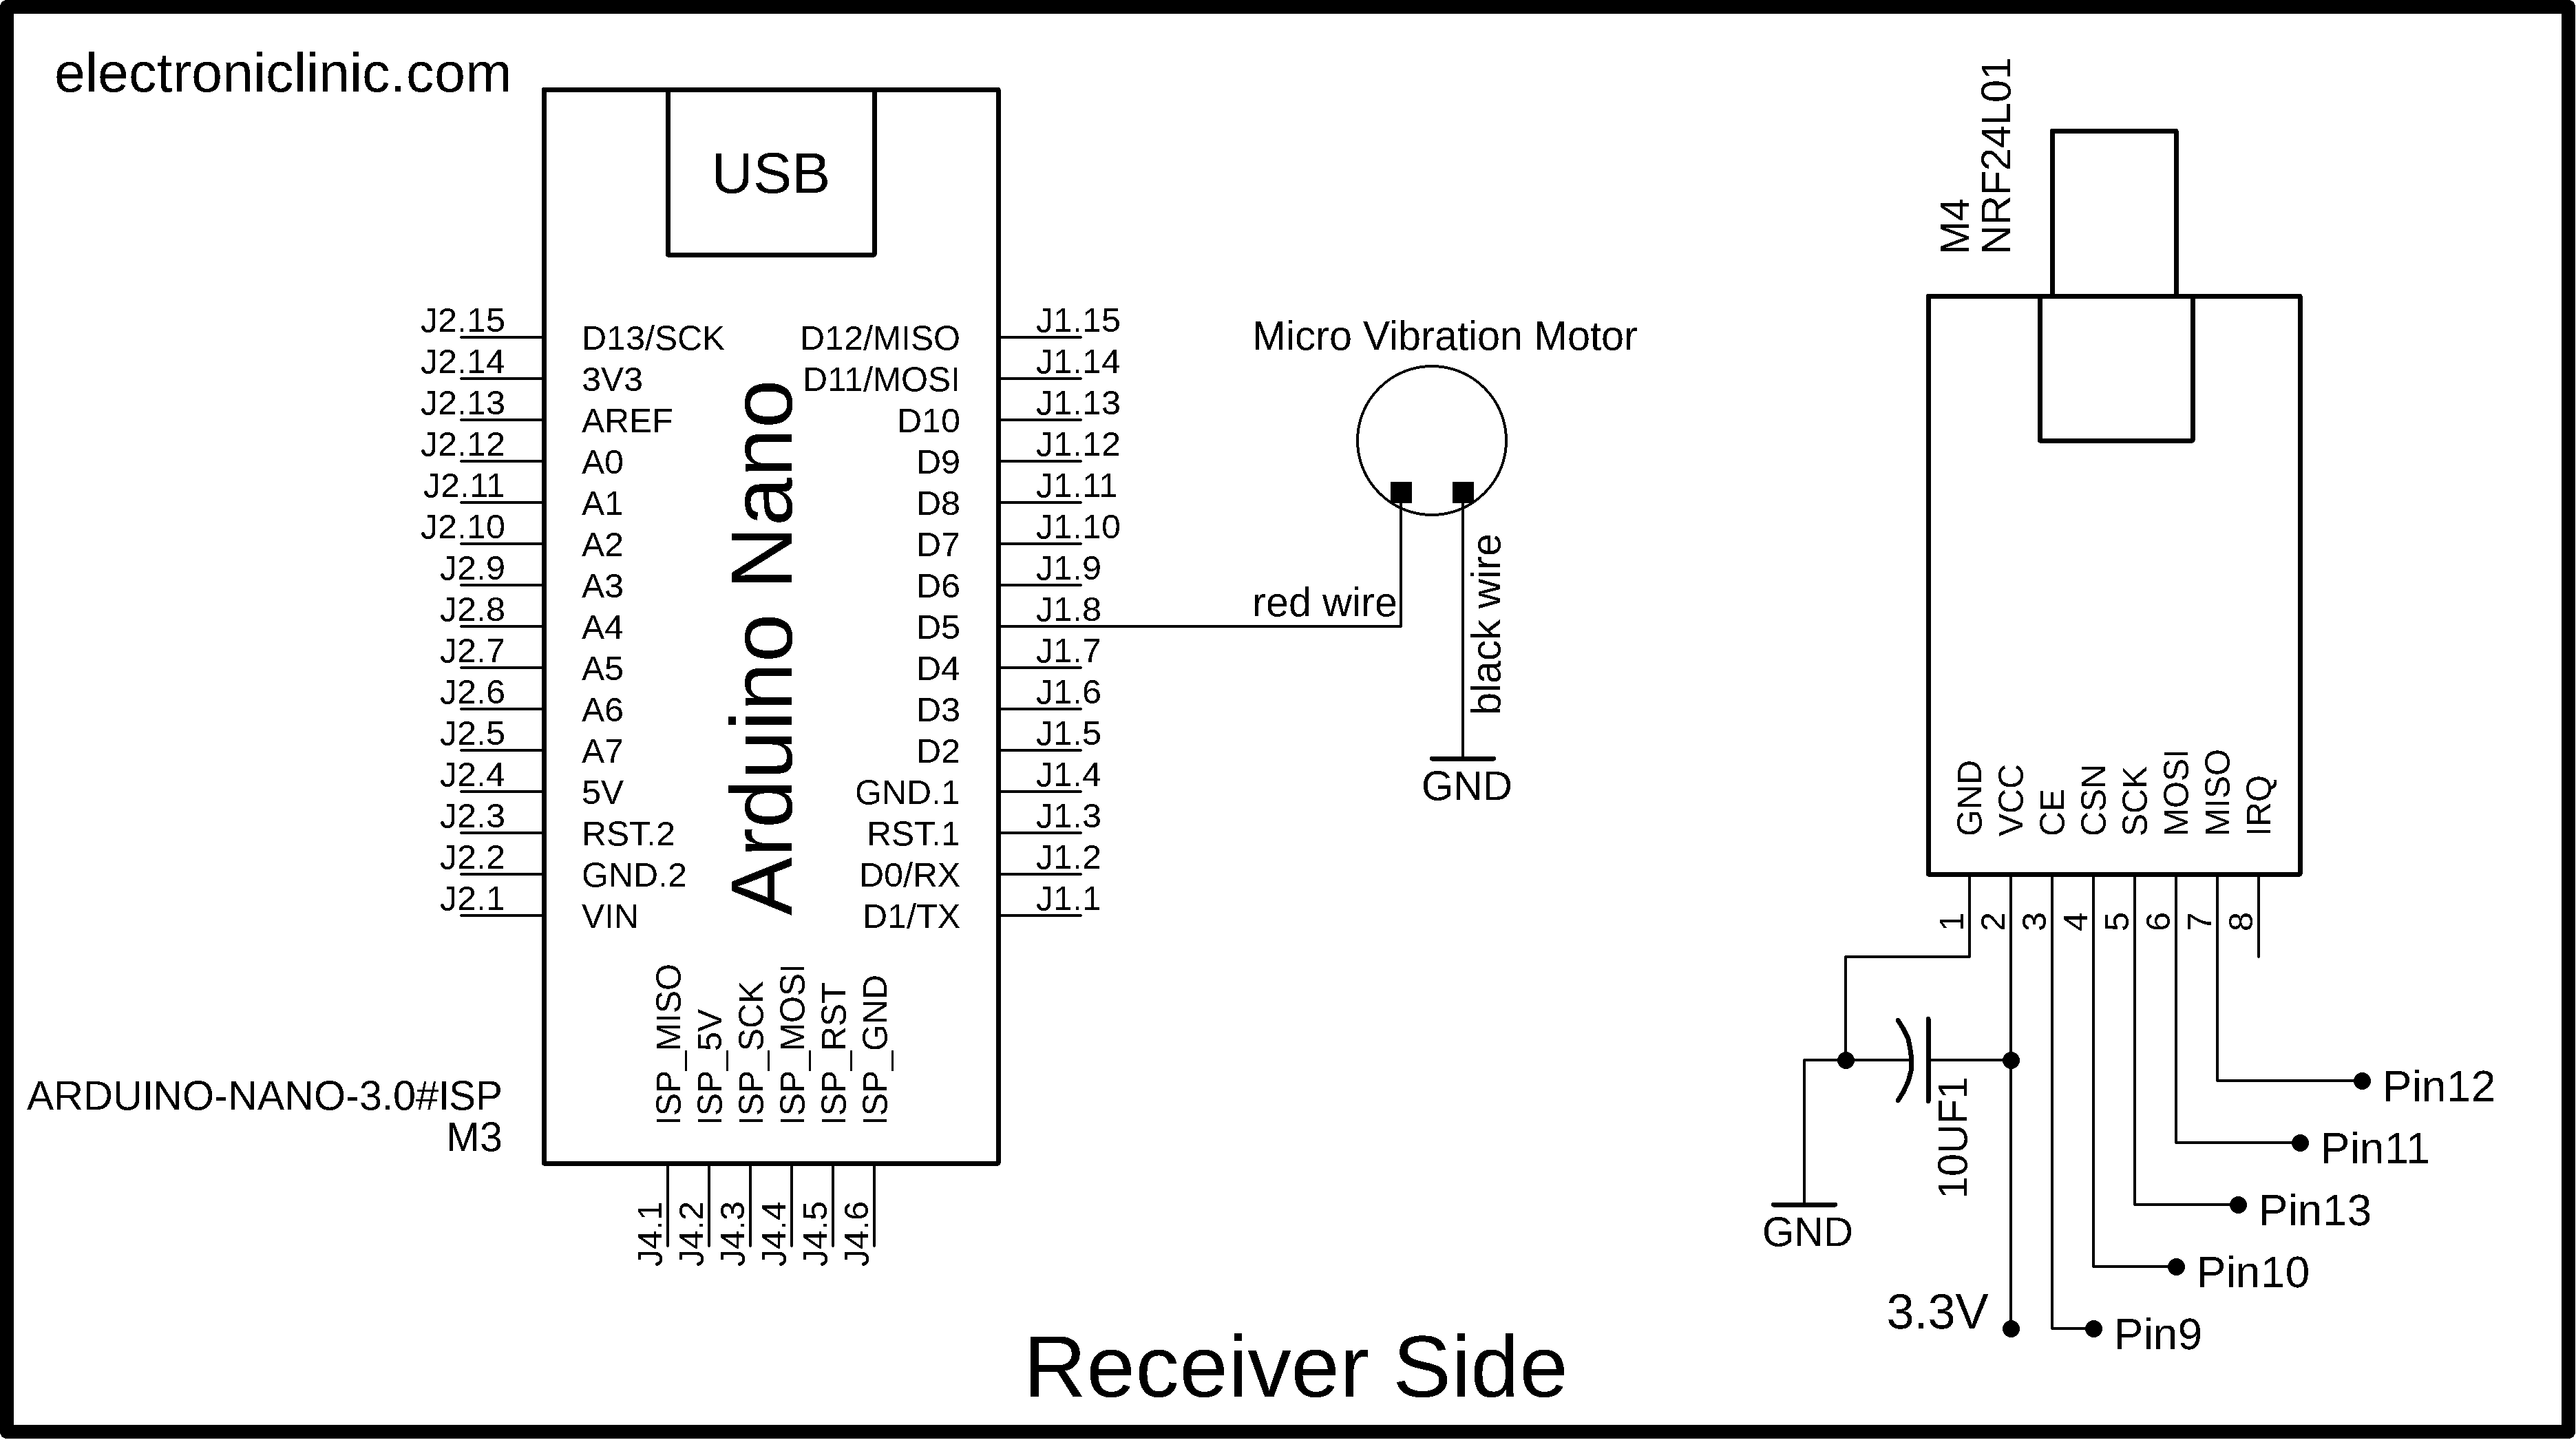 electroniclinic.com
USB
J2.15 D13/SCK D12/MISO J1.15
J2.14 3V3 D11/MOSI J1.14
J2.13 AREF D10 J1.13
J2.12 A0 D9 J1.12
J2.11 A1 D8 J1.11
J2.10 A2 D7 J1.10
J2.9 A3 D6 J1.9
J2.8 A4 D5 J1.8
J2.7 A5 D4 J1.7
J2.6 A6 D3 J1.6
J2.5 A7 D2 J1.5
J2.4 5V GND.1 J1.4
J2.3 RST.2 RST.1 J1.3
J2.2 GND.2 D0/RX J1.2
J2.1 VIN D1/TX J1.1
Arduino Nano
ISP_MISO
ISP_5V
ISP_SCK
ISP_MOSI
ISP_RST
ISP_GND
ARDUINO-NANO-3.0#ISP
M3
J4.1
J4.2
J4.3
J4.4
J4.5
J4.6
Micro Vibration Motor
red wire
black wire
GND
M4
NRF24L01
GND
VCC
CE
CSN
SCK
MOSI
MISO
IRQ
1
2
3
4
5
6
7
8
10UF1
GND
3.3V
Pin12
Pin11
Pin13
Pin10
Pin9
Receiver Side